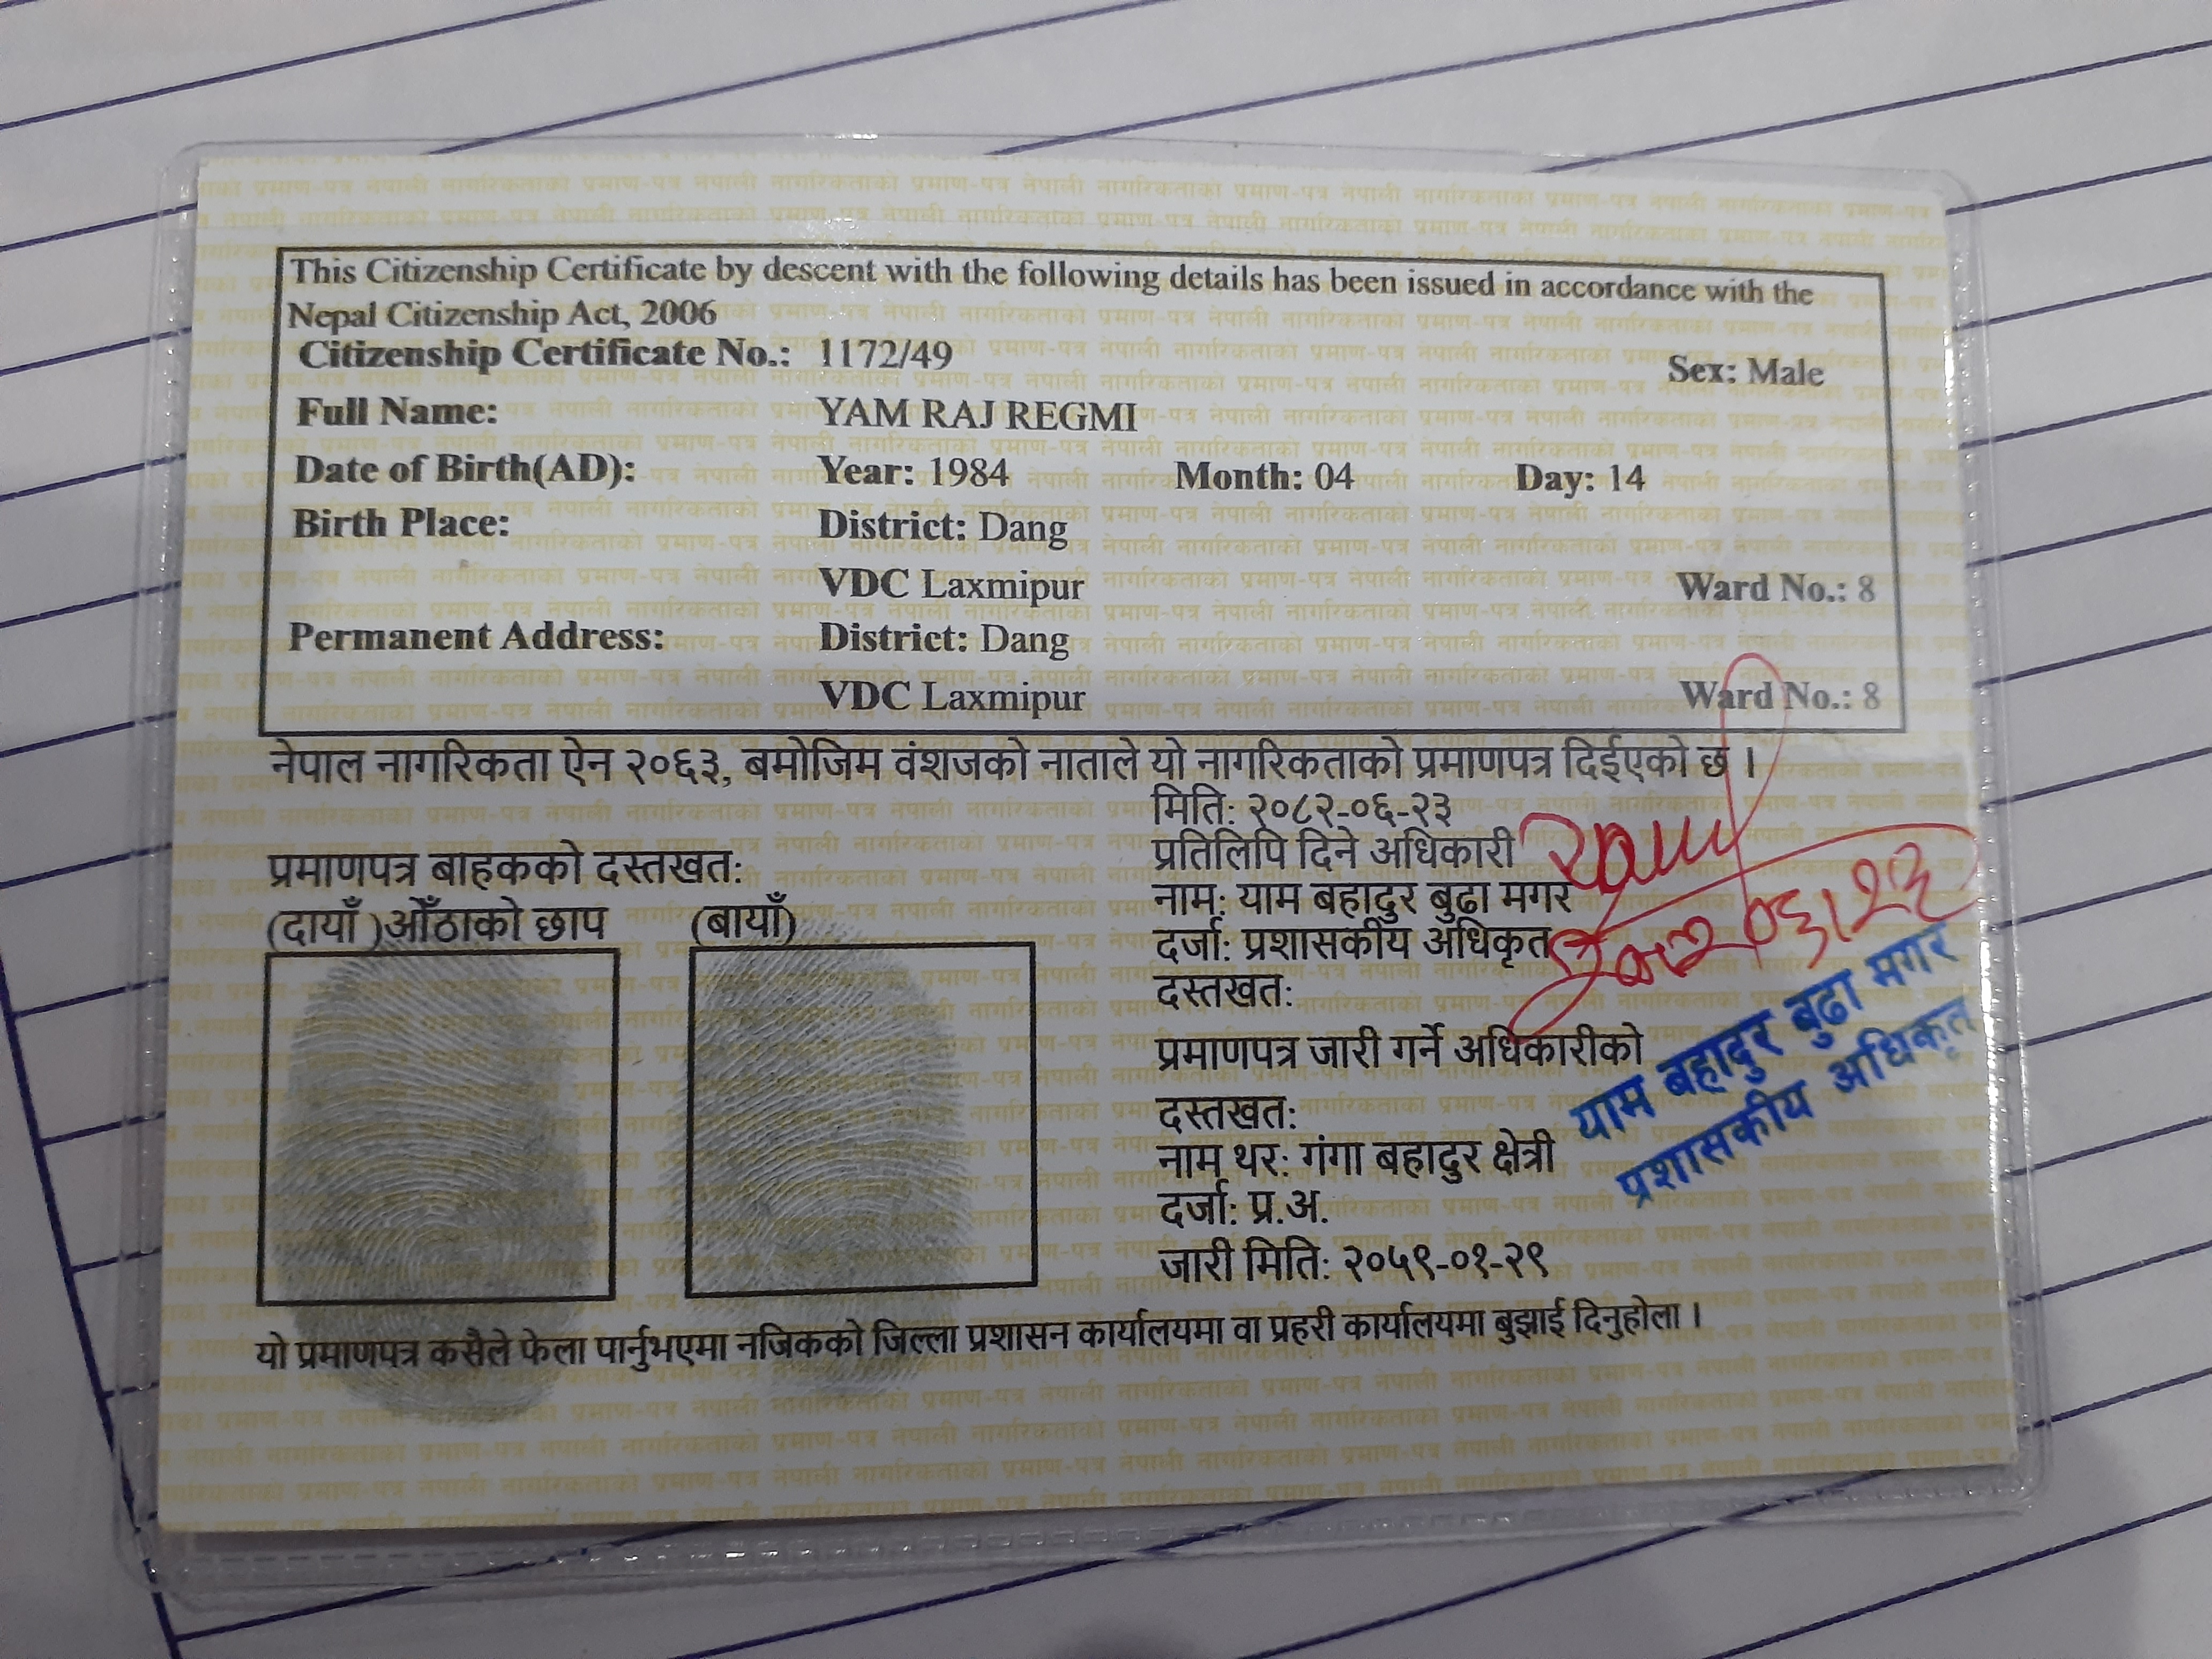 This Citizenship Certificate by descent with the following details has been issued in accordance with the
Nepal Citizenship Act, 2006
Citizenship Certificate No.: 1172/49 Sex: Male
Full Name: YAM RAJ REGMI
Date of Birth(AD): Year: 1984 Month: 04 Day: 14
Birth Place: District: Dang
VDC Laxmipur Ward No.: 8
Permanent Address: District: Dang
VDC Laxmipur Ward No.: 8
नेपाल नागरिकता ऐन २०६३, बमोजिम वंशजको नाताले यो नागरिकताको प्रमाणपत्र दिईएको छ ।
मिति: २०८२-०६-२३
प्रतिलिपि दिने अधिकारी
प्रमाणपत्र बाहकको दस्तखत:
नाम: याम बहादुर बुढा मगर
(दायाँ )औंठाको छाप (बायाँ)
दर्जा: प्रशासकीय अधिकृत
दस्तखत:
प्रमाणपत्र जारी गर्ने अधिकारीको
दस्तखत:
नाम थर: गंगा बहादुर क्षेत्री
दर्जा: प्र.अ.
जारी मिति: २०५९-०१-२९
याम बहादुर बुढा मगर
प्रशासकीय अधिकृत
यो प्रमाणपत्र कसैले फेला पार्नुभएमा नजिकको जिल्ला प्रशासन कार्यालयमा वा प्रहरी कार्यालयमा बुझाई दिनुहोला ।